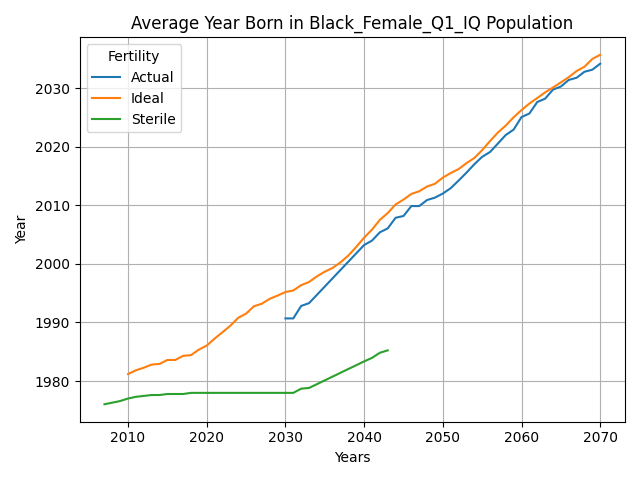 Average Year Born in Black_Female_Q1_IQ Population
Fertility
Actual
Ideal
Sterile
Year
2030
2020
2010
2000
1990
1980
2010 2020 2030 2040 2050 2060 2070
Years